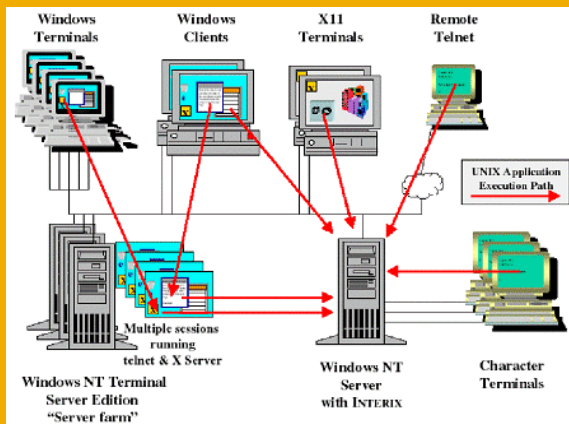 Windows
Terminals
Windows
Clients
X11
Terminals
Remote
Telnet
UNIX Application
Execution Path
Multiple sessions
running
telnet & X Server
Windows NT Terminal
Server Edition
“Server farm”
Windows NT
Server
with INTERIX
Character
Terminals